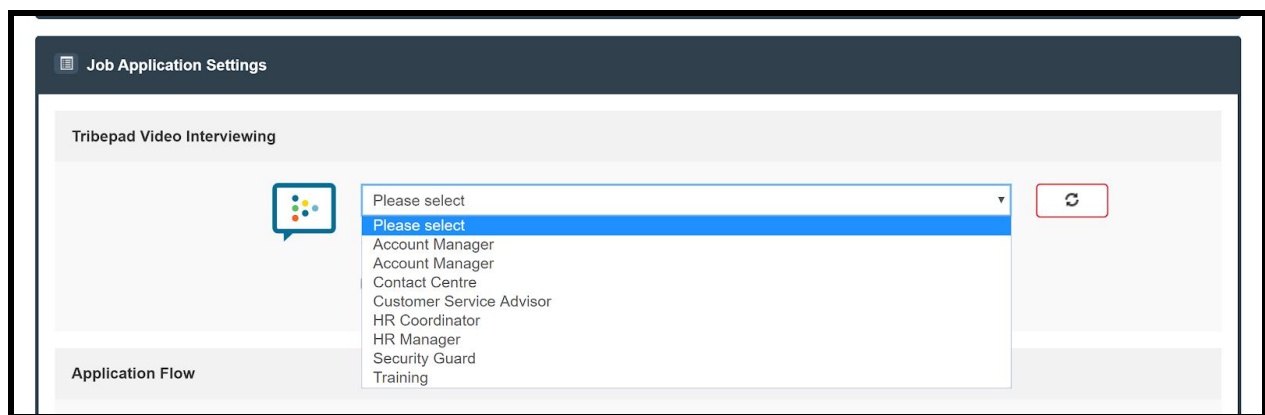 Job Application Settings
Tribepad Video Interviewing
Please select
Please select
Account Manager
Account Manager
Contact Centre
Customer Service Advisor
HR Coordinator
HR Manager
Security Guard
Training
Application Flow